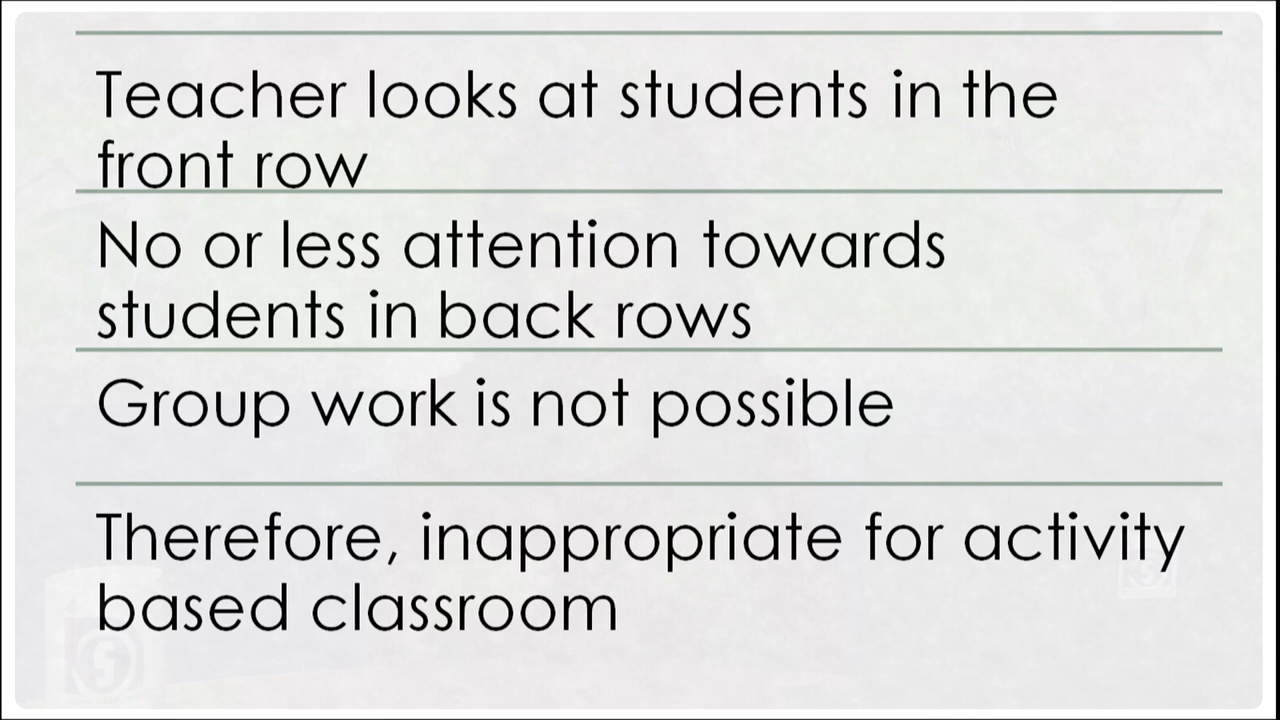 Teacher looks at students in the
front row
No or less attention towards
students in back rows
Group work is not possible
Therefore, inappropriate for activity
based classroom